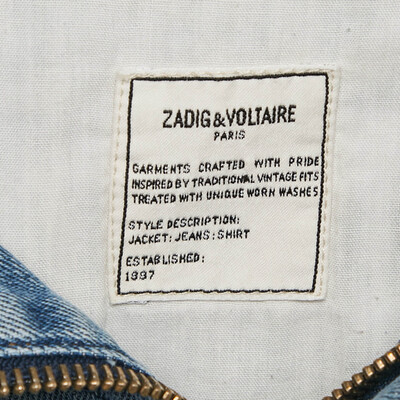 ZADIG&VOLTAIRE
PARIS
GARMENTS CRAFTED WITH PRIDE
INSPIRED BY TRADITIONAL VINTAGE FITS
TREATED WITH UNIQUE WORN WASHES
STYLE DESCRIPTION:
JACKET: JEANS: SHIRT
ESTABLISHED:
1997